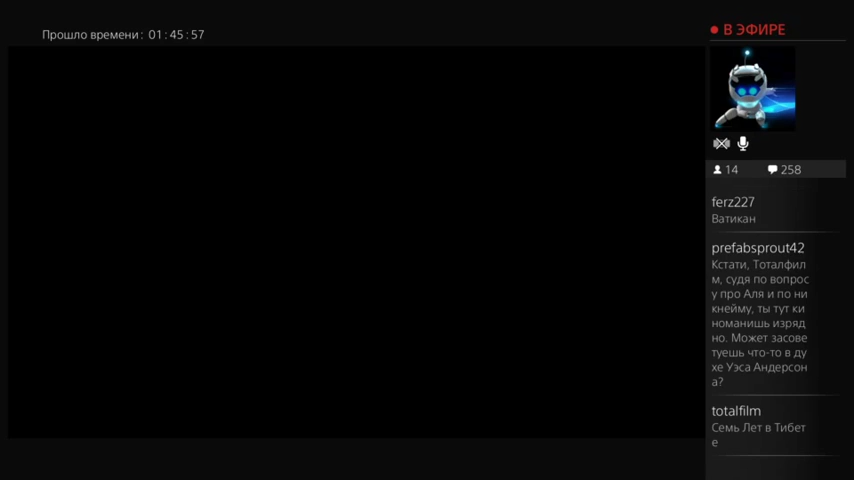 Прошло времени: 01:45:57
В ЭФИРЕ
14 258
ferz227
Ватикан
prefabsprout42
Кстати, Тоталфил
м, судя по вопрос
у про Аля и по ни
кнейму, ты тут ки
номанишь изряд
но. Может засове
туешь что-то в ду
хе Уэса Андерсон
а?
totalfilm
Семь Лет в Тибет
е